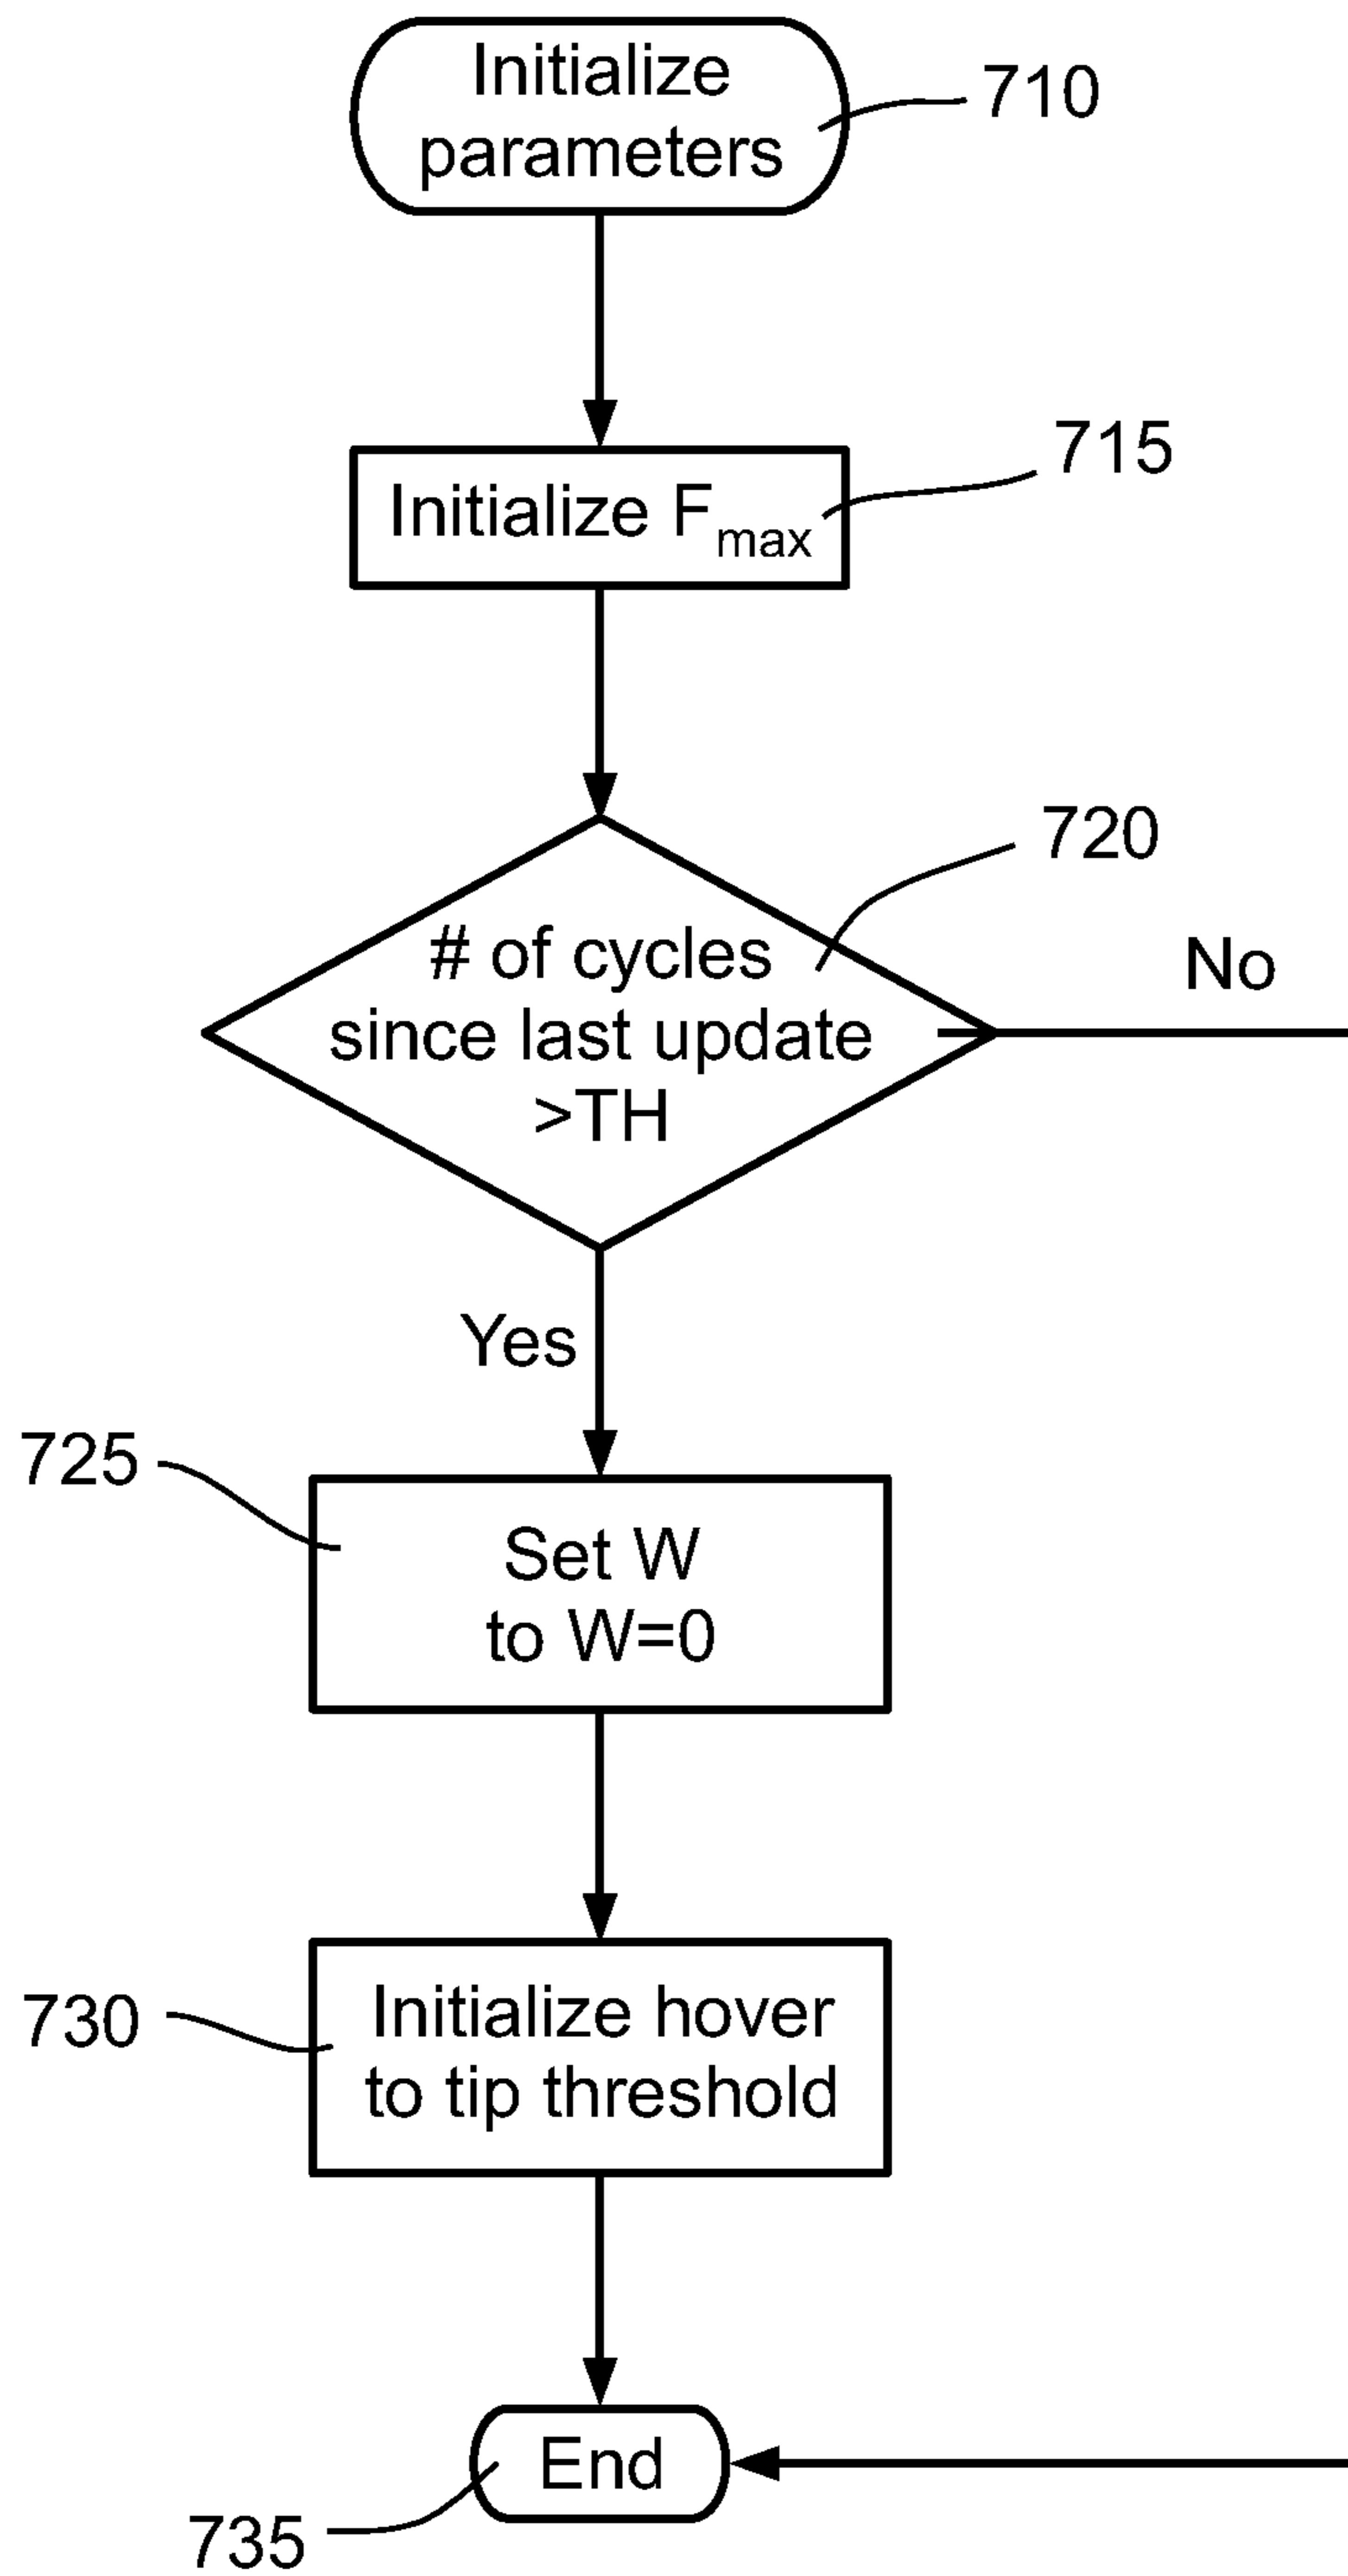 Initialize
parameters
710
715
Initialize Fmax
720
# of cycles
since last update
>TH
No
Yes
725
Set W
to W=0
730
Initialize hover
to tip threshold
End
735